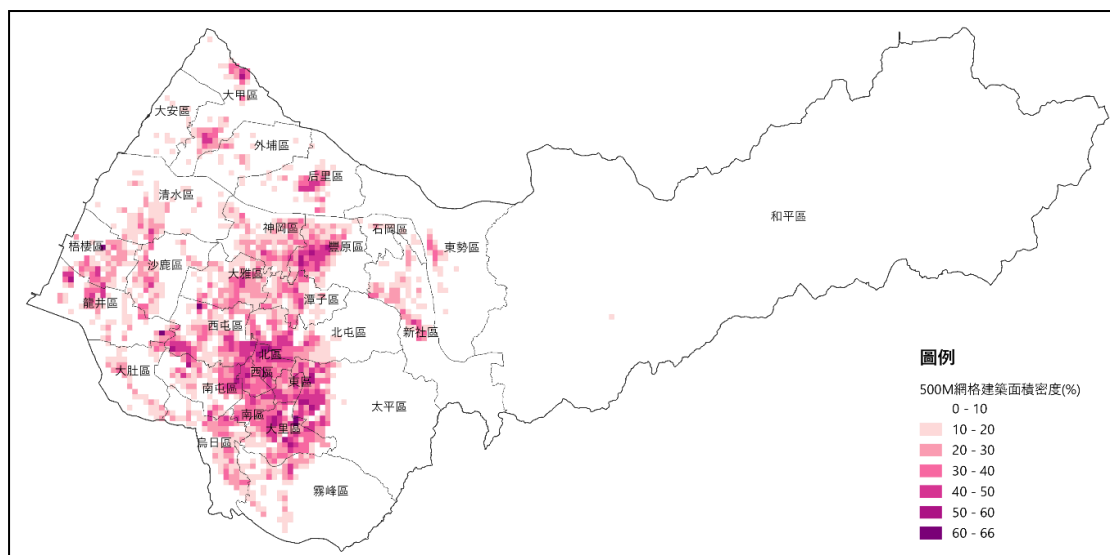 大甲區
大安區
外埔區
后里區
清水區
神岡區
石岡區
和平區
梧棲區
豐原區
東勢區
沙鹿區
大雅區
龍井區
潭子區
西屯區
北屯區
新社區
北區
大肚區
西區
東區
南屯區
太平區
南區
大里區
烏日區
霧峰區
圖例
500M網格建築面積密度(%)
0 - 10
10 - 20
20 - 30
30 - 40
40 - 50
50 - 60
60 - 66